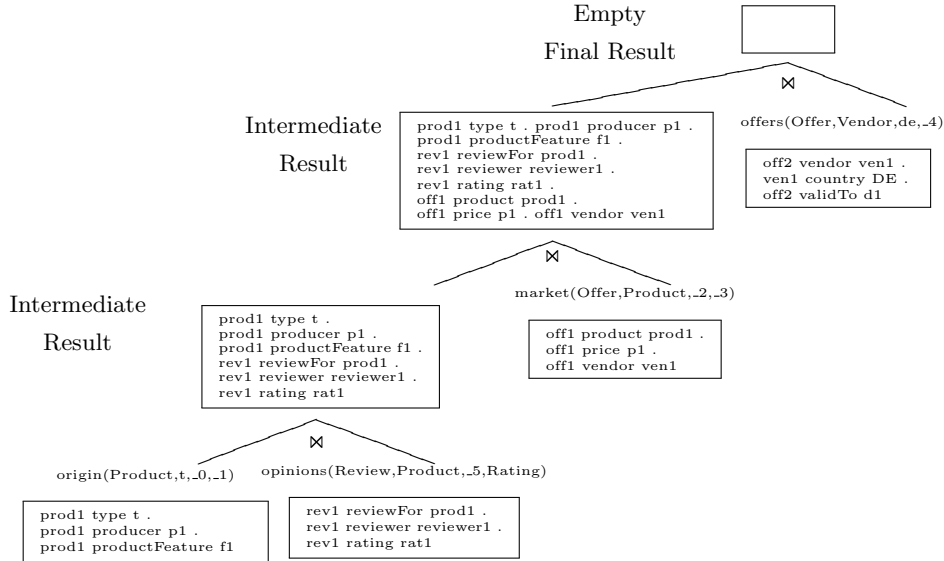 Empty
Final Result
⋈
Intermediate
Result
prod1 type t . prod1 producer p1 .
prod1 productFeature f1 .
rev1 reviewFor prod1 .
rev1 reviewer reviewer1 .
rev1 rating rat1 .
off1 product prod1 .
off1 price p1 . off1 vendor ven1
offers(Offer,Vendor,de,_4)
off2 vendor ven1 .
ven1 country DE .
off2 validTo d1
⋈
Intermediate
Result
prod1 type t .
prod1 producer p1 .
prod1 productFeature f1 .
rev1 reviewFor prod1 .
rev1 reviewer reviewer1 .
rev1 rating rat1
market(Offer,Product,_2,_3)
off1 product prod1 .
off1 price p1 .
off1 vendor ven1
⋈
origin(Product,t,_0,_1)
prod1 type t .
prod1 producer p1 .
prod1 productFeature f1
opinions(Review,Product,_5,Rating)
rev1 reviewFor prod1 .
rev1 reviewer reviewer1 .
rev1 rating rat1